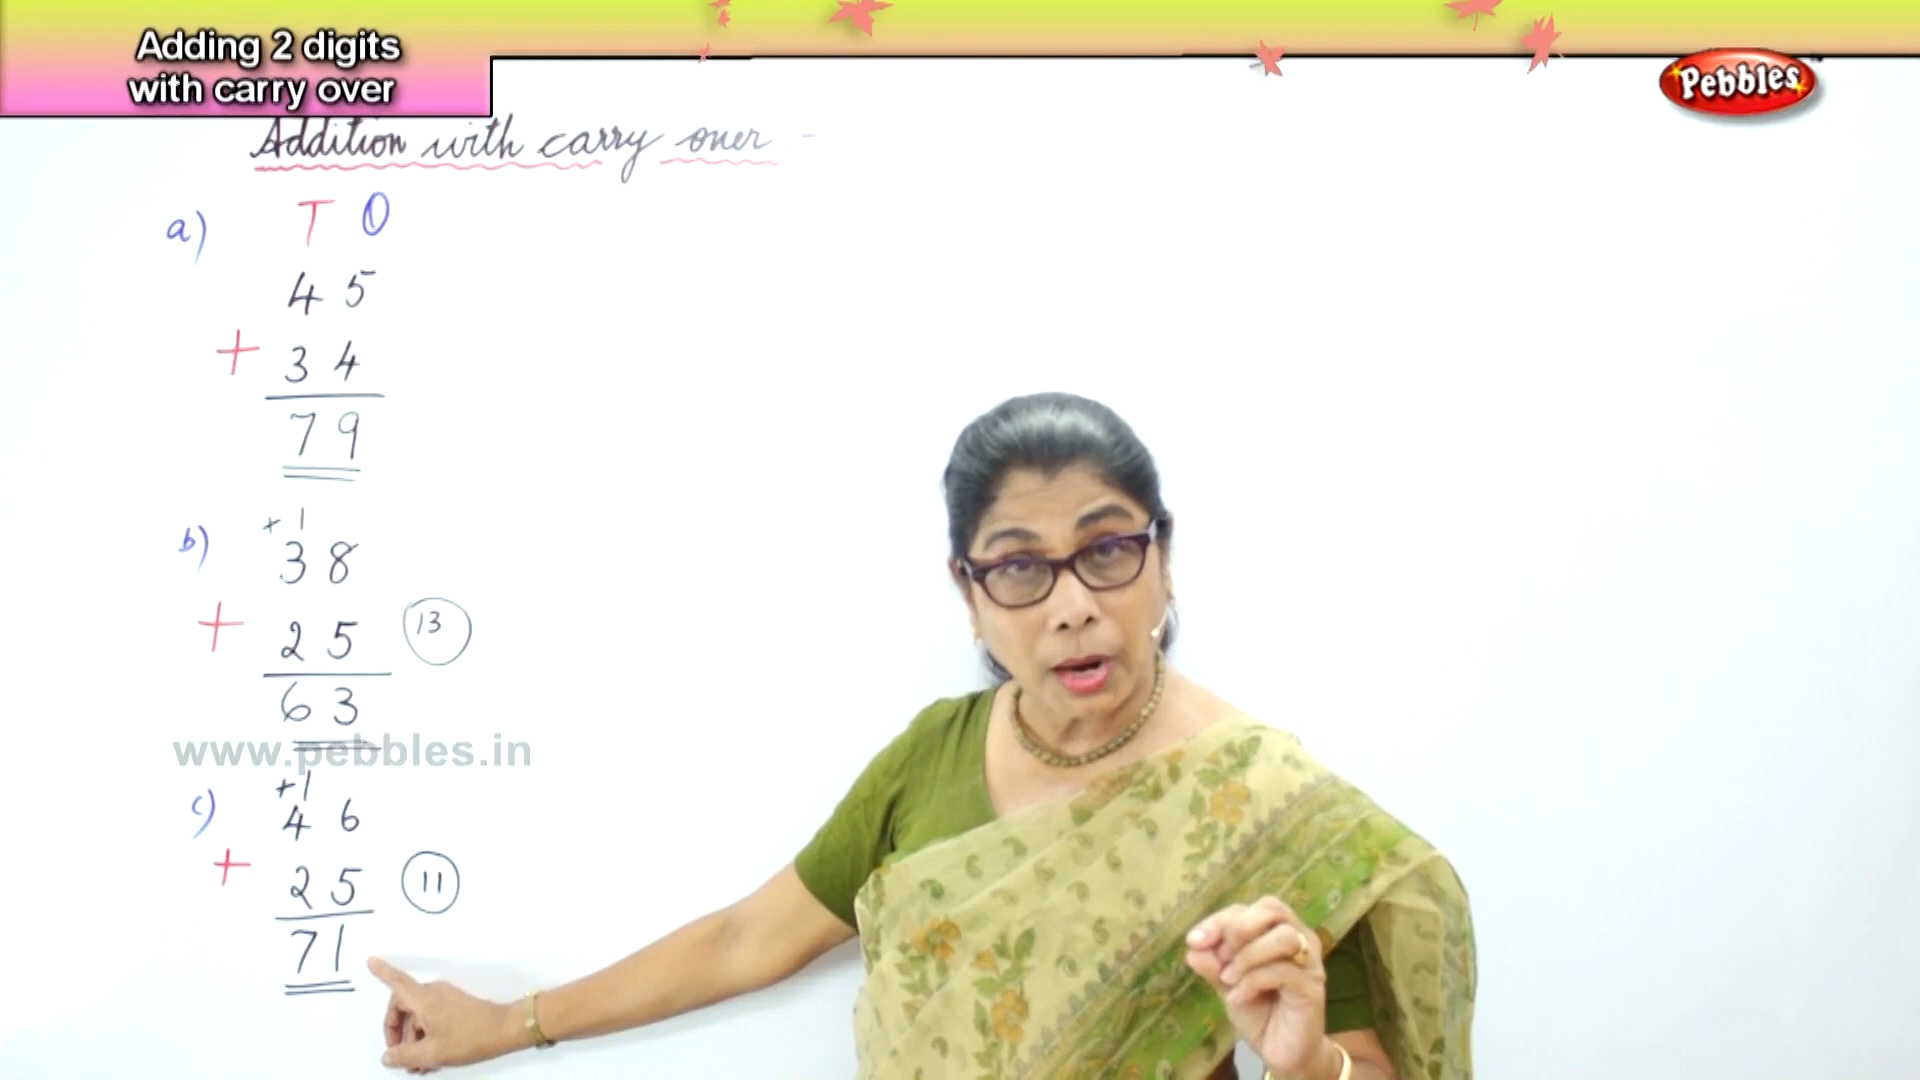 Adding 2 digits
with carry over
Pebbles
Addition with carry over -
a) T O
4 5
+ 3 4
7 9
+ 1
b) 3 8
+ 2 5 13
6 3
www.pebbles.in
+1
c) 4 6
+ 2 5 11
7 1